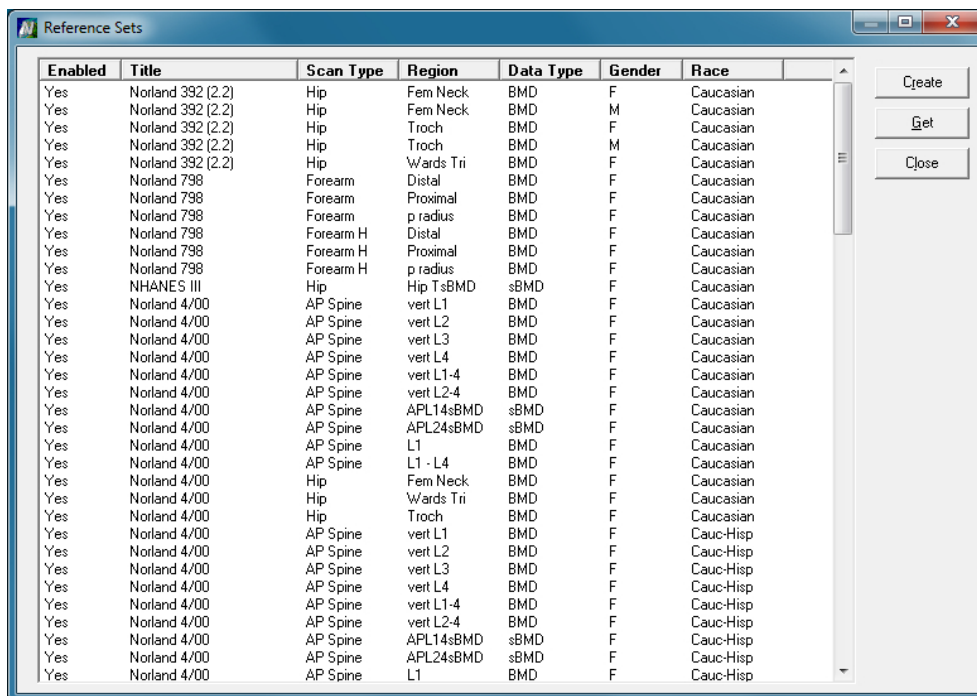 Reference Sets
Enabled Title Scan Type Region Data Type Gender Race
Yes Norland 392 (2.2) Hip Fem Neck BMD F Caucasian
Yes Norland 392 (2.2) Hip Fem Neck BMD M Caucasian
Yes Norland 392 (2.2) Hip Troch BMD F Caucasian
Yes Norland 392 (2.2) Hip Troch BMD M Caucasian
Yes Norland 392 (2.2) Hip Wards Tri BMD F Caucasian
Yes Norland 798 Forearm Distal BMD F Caucasian
Yes Norland 798 Forearm Proximal BMD F Caucasian
Yes Norland 798 Forearm p radius BMD F Caucasian
Yes Norland 798 Forearm H Distal BMD F Caucasian
Yes Norland 798 Forearm H Proximal BMD F Caucasian
Yes Norland 798 Forearm H p radius BMD F Caucasian
Yes NHANES III Hip Hip TsBMD sBMD F Caucasian
Yes Norland 4/00 AP Spine vert L1 BMD F Caucasian
Yes Norland 4/00 AP Spine vert L2 BMD F Caucasian
Yes Norland 4/00 AP Spine vert L3 BMD F Caucasian
Yes Norland 4/00 AP Spine vert L4 BMD F Caucasian
Yes Norland 4/00 AP Spine vert L1-4 BMD F Caucasian
Yes Norland 4/00 AP Spine vert L2-4 BMD F Caucasian
Yes Norland 4/00 AP Spine APL14sBMD sBMD F Caucasian
Yes Norland 4/00 AP Spine APL24sBMD sBMD F Caucasian
Yes Norland 4/00 AP Spine L1 BMD F Caucasian
Yes Norland 4/00 AP Spine L1 - L4 BMD F Caucasian
Yes Norland 4/00 Hip Fem Neck BMD F Caucasian
Yes Norland 4/00 Hip Wards Tri BMD F Caucasian
Yes Norland 4/00 Hip Troch BMD F Caucasian
Yes Norland 4/00 AP Spine vert L1 BMD F Cauc-Hisp
Yes Norland 4/00 AP Spine vert L2 BMD F Cauc-Hisp
Yes Norland 4/00 AP Spine vert L3 BMD F Cauc-Hisp
Yes Norland 4/00 AP Spine vert L4 BMD F Cauc-Hisp
Yes Norland 4/00 AP Spine vert L1-4 BMD F Cauc-Hisp
Yes Norland 4/00 AP Spine vert L2-4 BMD F Cauc-Hisp
Yes Norland 4/00 AP Spine APL14sBMD sBMD F Cauc-Hisp
Yes Norland 4/00 AP Spine APL24sBMD sBMD F Cauc-Hisp
Yes Norland 4/00 AP Spine L1 BMD F Cauc-Hisp
Create
Get
Close